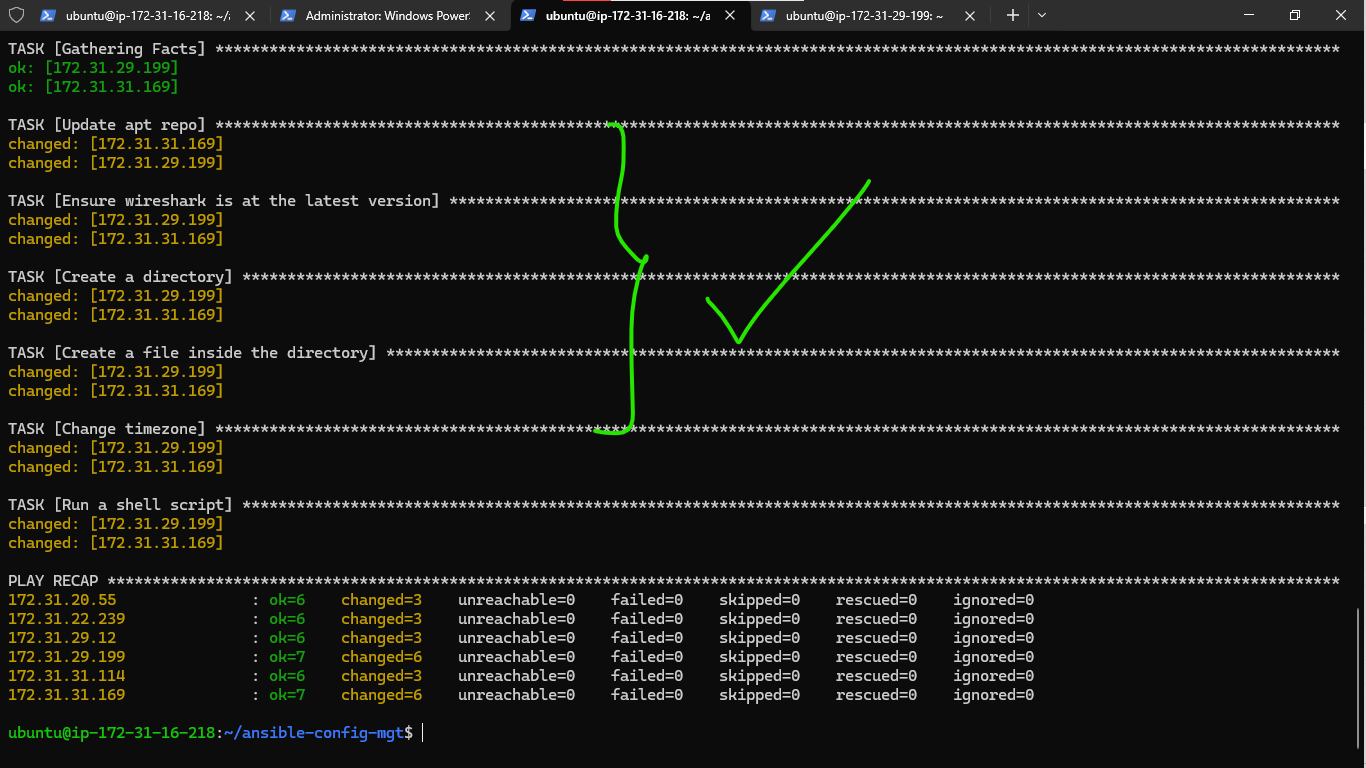 ubuntu@ip-172-31-16-218: ~/a
Administrator: Windows Power
ubuntu@ip-172-31-16-218: ~/a
ubuntu@ip-172-31-29-199: ~
TASK [Gathering Facts] *****************************************************************************************************************************
ok: [172.31.29.199]
ok: [172.31.31.169]
TASK [Update apt repo] *****************************************************************************************************************************
changed: [172.31.31.169]
changed: [172.31.29.199]
TASK [Ensure wireshark is at the latest version] ***************************************************************************************************
changed: [172.31.29.199]
changed: [172.31.31.169]
TASK [Create a directory] **************************************************************************************************************************
changed: [172.31.29.199]
changed: [172.31.31.169]
TASK [Create a file inside the directory] **********************************************************************************************************
changed: [172.31.29.199]
changed: [172.31.31.169]
TASK [Change timezone] *****************************************************************************************************************************
changed: [172.31.29.199]
changed: [172.31.31.169]
TASK [Run a shell script] **************************************************************************************************************************
changed: [172.31.29.199]
changed: [172.31.31.169]
PLAY RECAP *****************************************************************************************************************************************
172.31.20.55 : ok=6 changed=3 unreachable=0 failed=0 skipped=0 rescued=0 ignored=0
172.31.22.239 : ok=6 changed=3 unreachable=0 failed=0 skipped=0 rescued=0 ignored=0
172.31.29.12 : ok=6 changed=3 unreachable=0 failed=0 skipped=0 rescued=0 ignored=0
172.31.29.199 : ok=7 changed=6 unreachable=0 failed=0 skipped=0 rescued=0 ignored=0
172.31.31.114 : ok=6 changed=3 unreachable=0 failed=0 skipped=0 rescued=0 ignored=0
172.31.31.169 : ok=7 changed=6 unreachable=0 failed=0 skipped=0 rescued=0 ignored=0
ubuntu@ip-172-31-16-218:~/ansible-config-mgt$